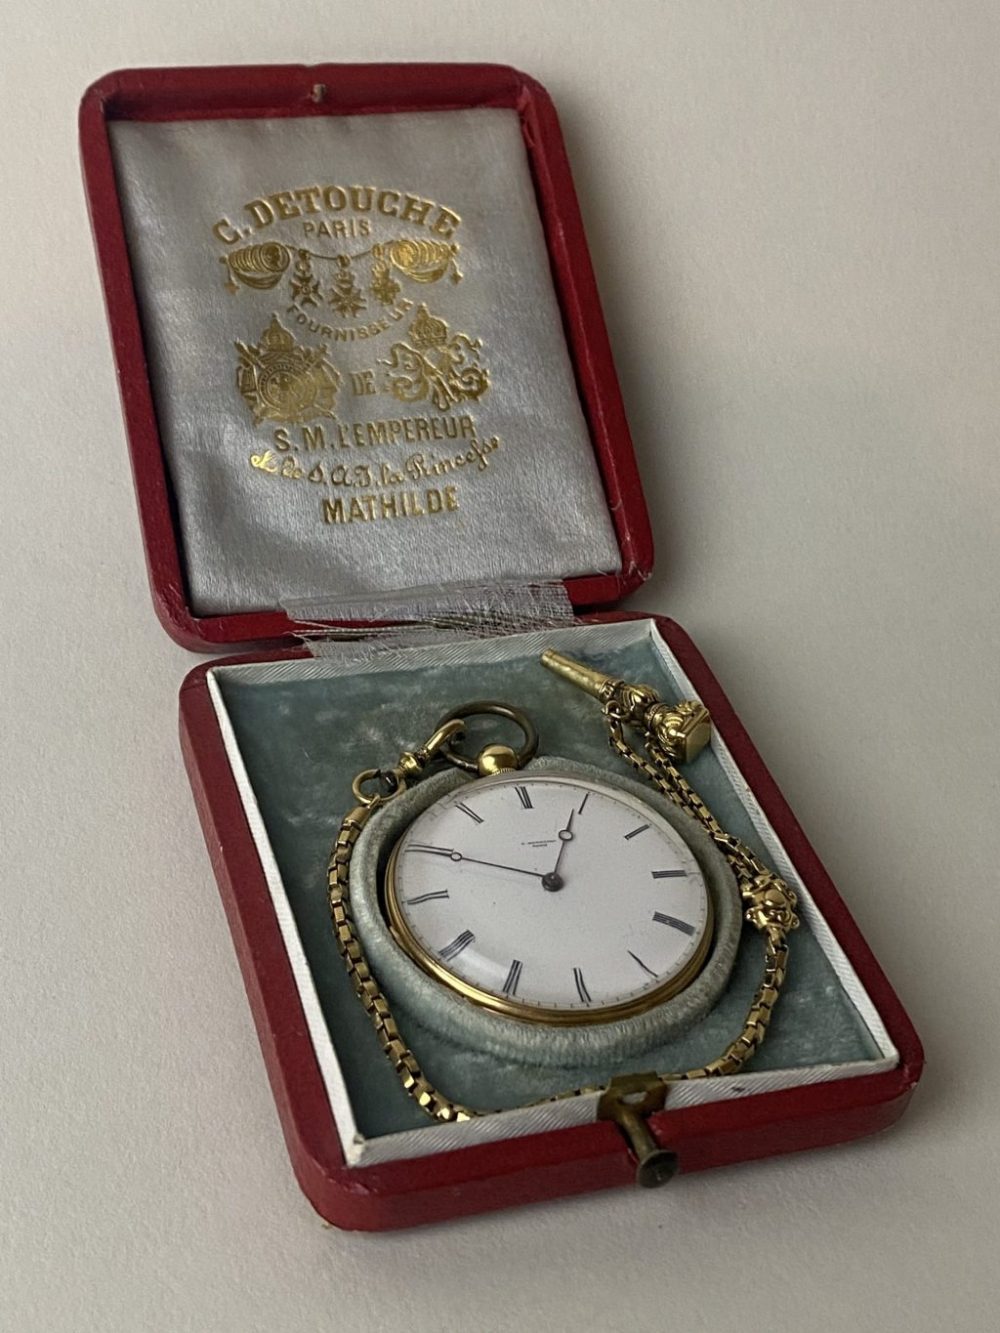 C. DETOUCHE
PARIS
FOURNISSEUR
DE
S.M. L'EMPEREUR
& de S.A.I. la Princesse
MATHILDE